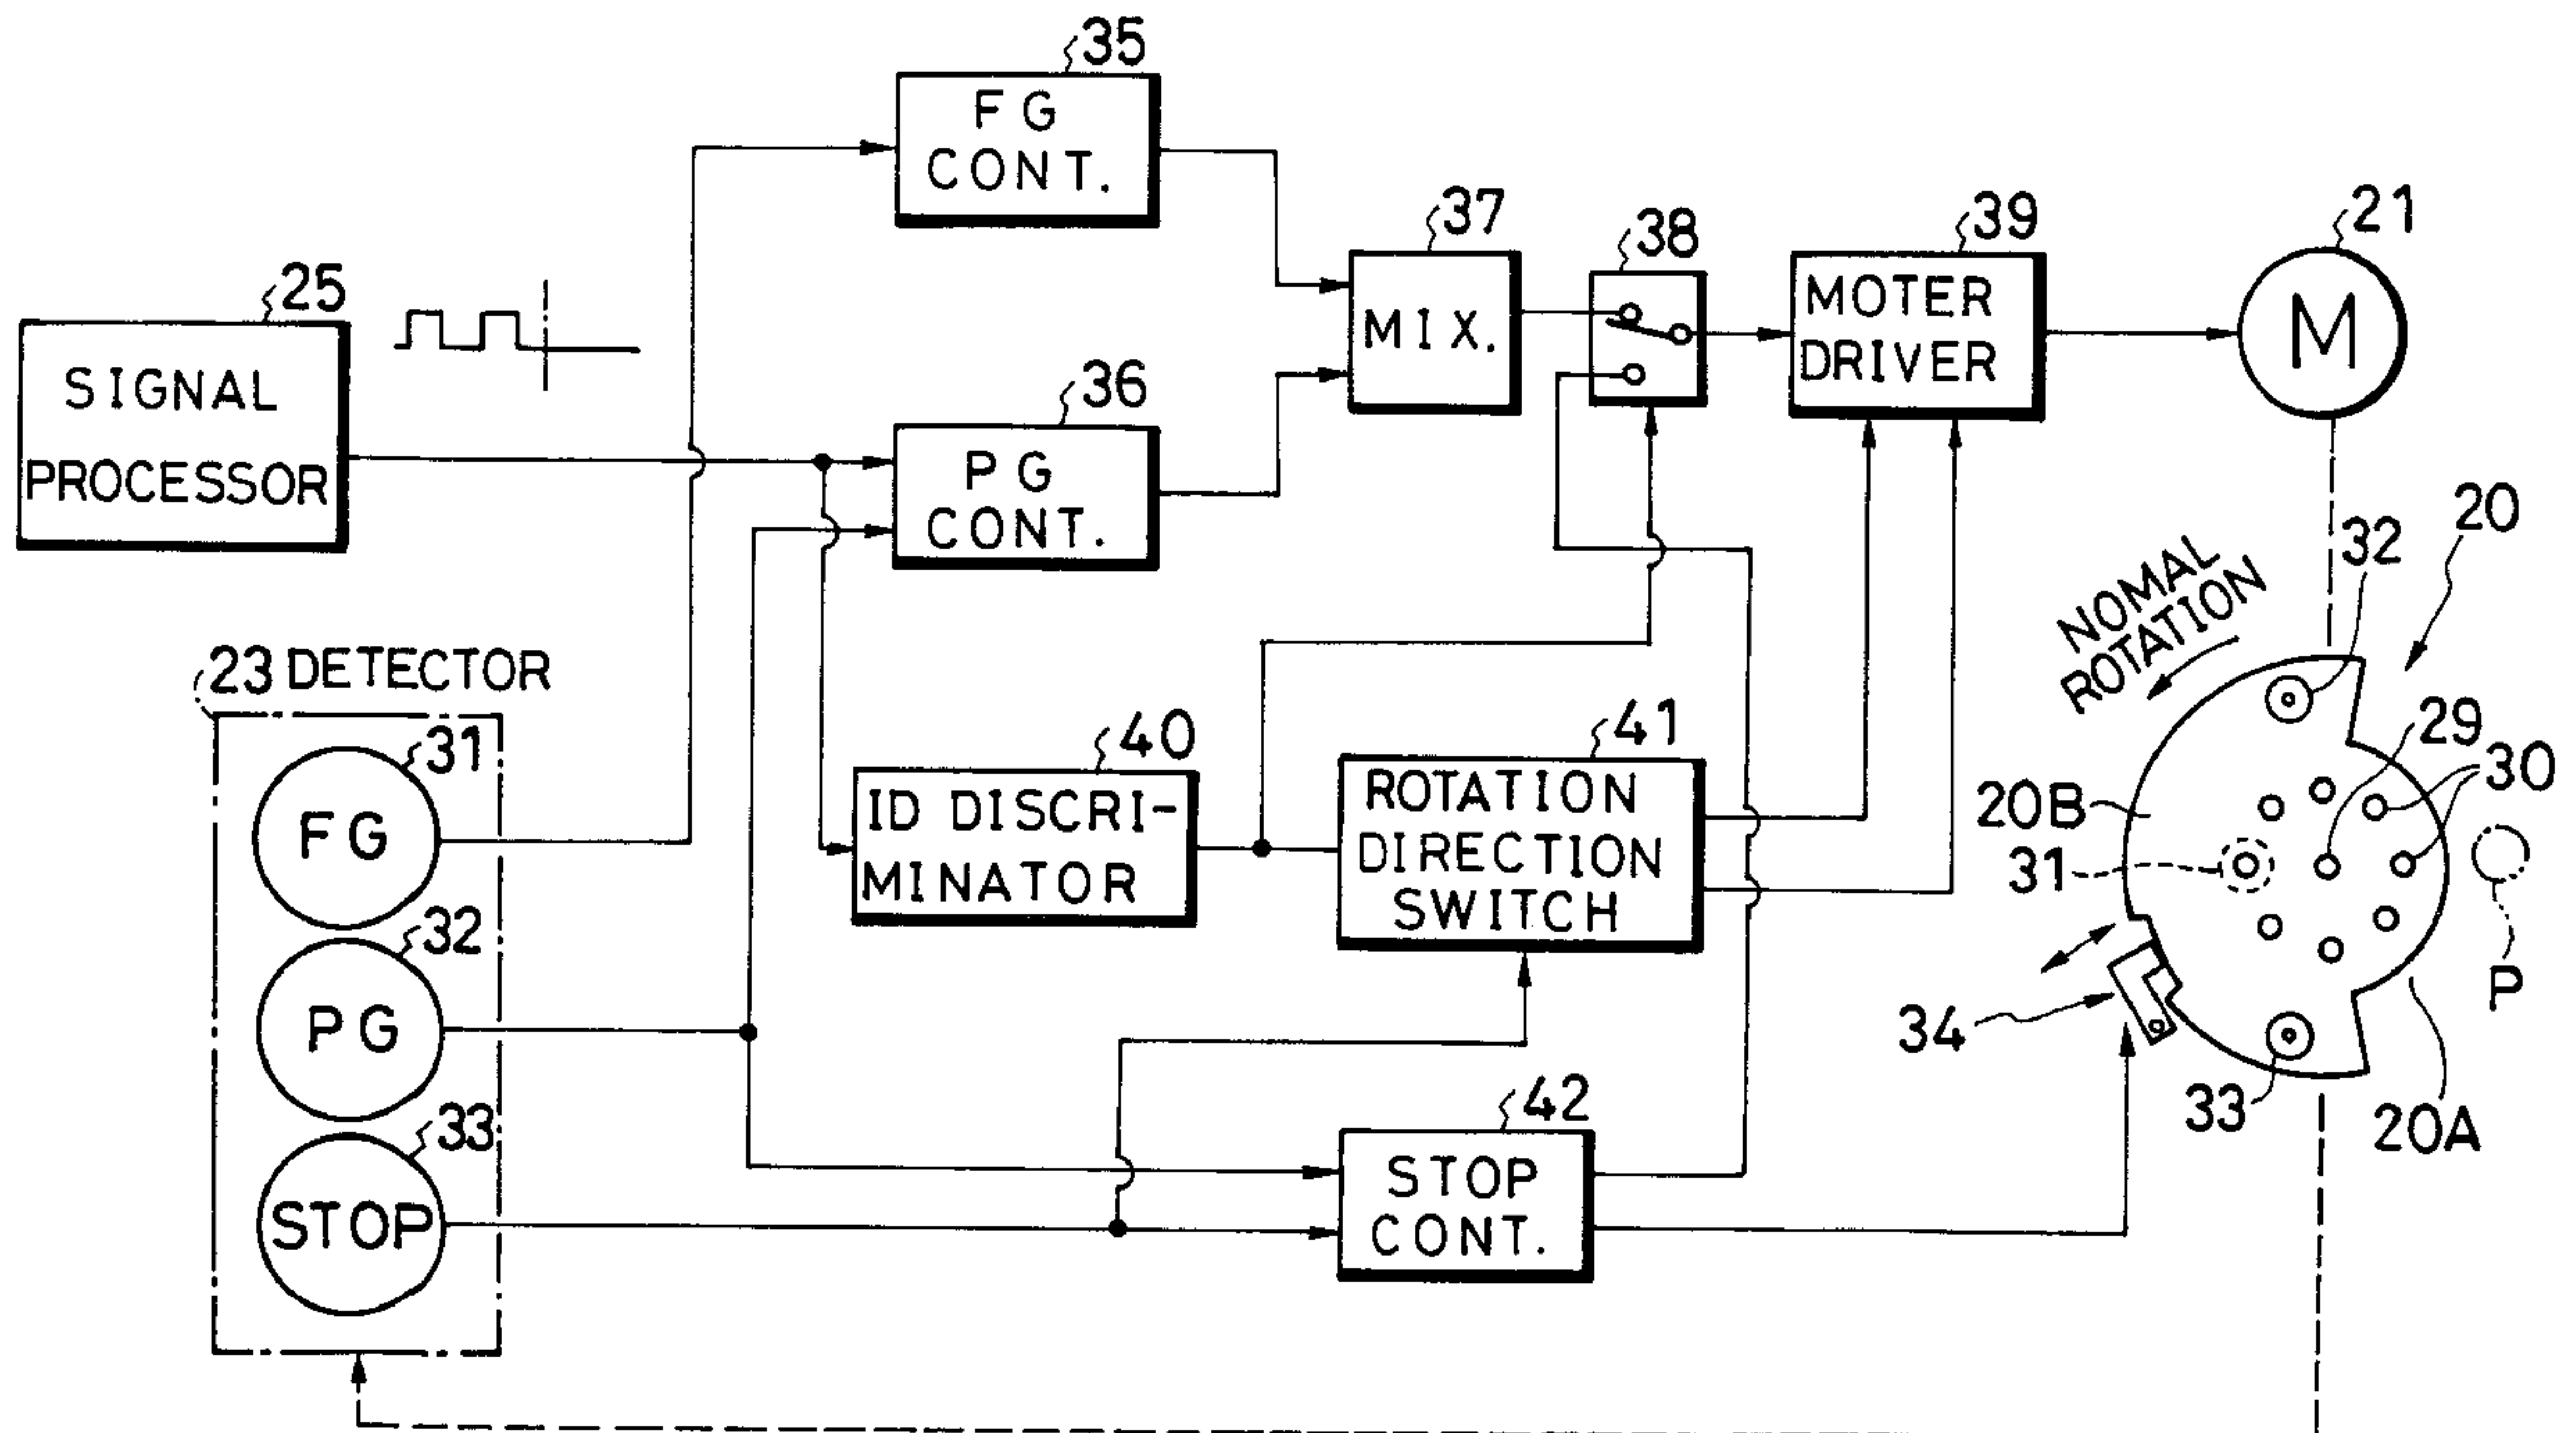 35
FG
CONT.
25
SIGNAL
PROCESSOR
36
PG
CONT.
37
MIX.
38
39
MOTER
DRIVER
21
M
20
32
NOMAL
ROTATION
29
30
20B
31
P
34
33
20A
23 DETECTOR
31
FG
32
PG
33
STOP
40
ID DISCRI-
MINATOR
41
ROTATION
DIRECTION
SWITCH
42
STOP
CONT.